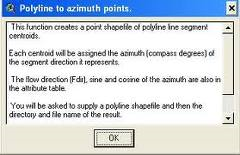 Polyline to azimuth points.
'This function creates a point shapefile of polyline line segment
centroids.
Each centroid will be assigned the azimuth (compass degrees) of
the segment direction it represents.
The flow direction (Fdir), sine and cosine of the azimuth are also in
the attribute table.
'You will be asked to supply a polyline shapefile and then the
directory and file name of the result.
OK